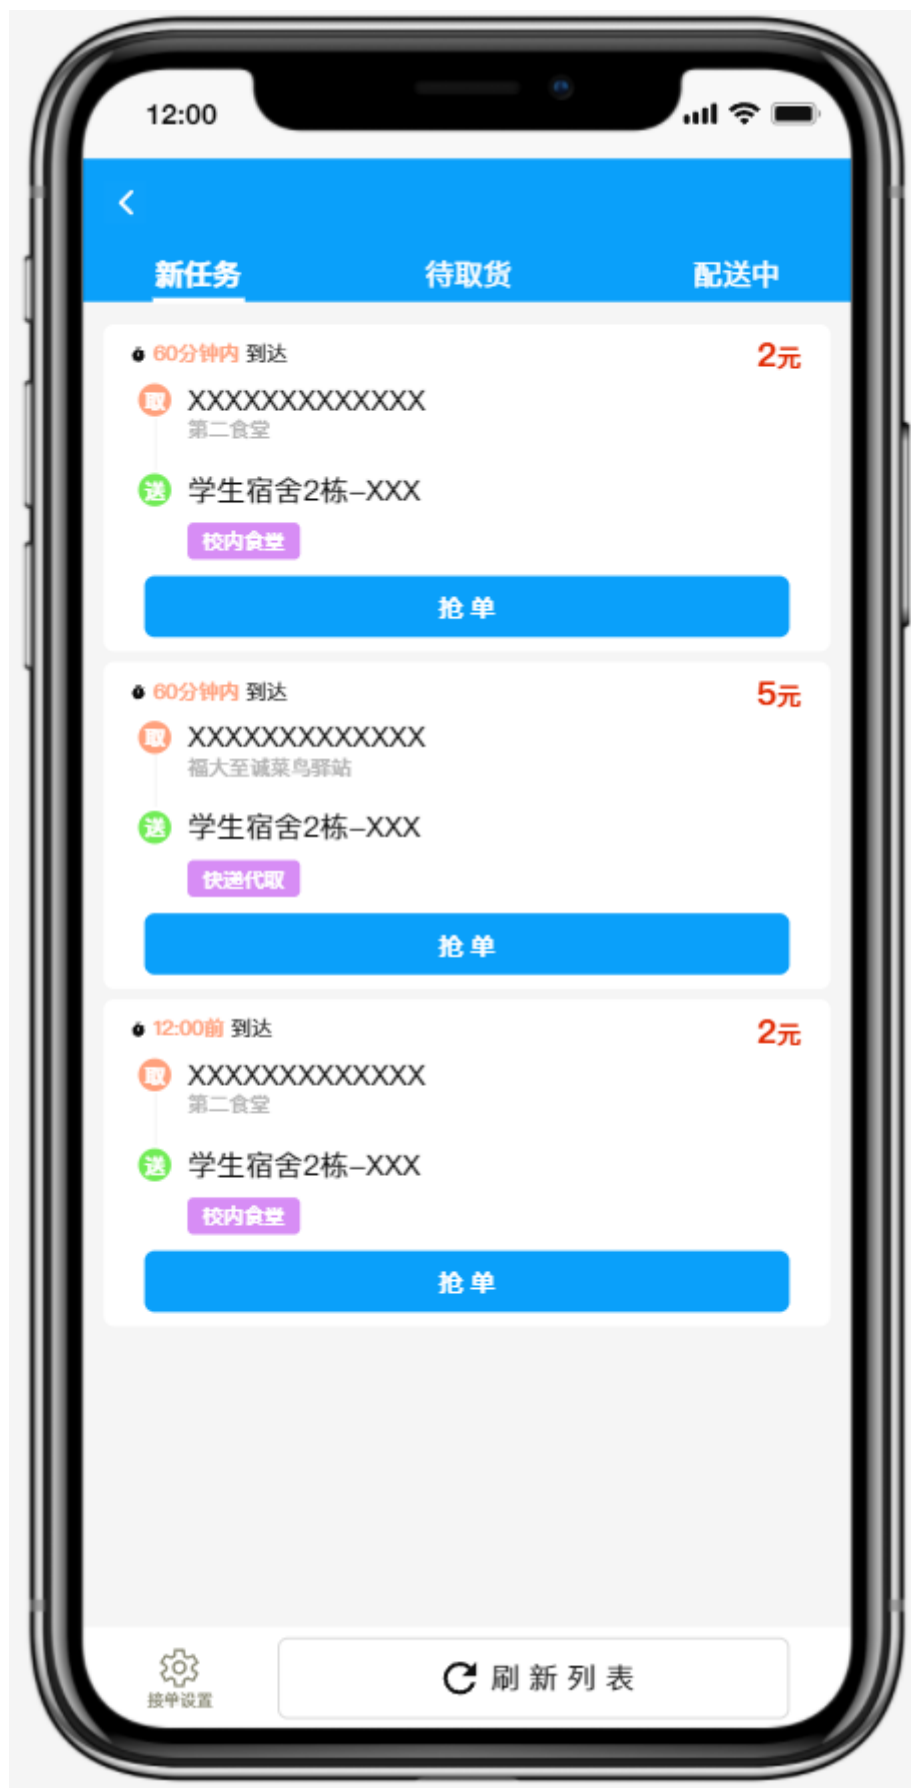 12:00
新任务 待取货 配送中
60分钟内 到达 2元
取 XXXXXXXXXXXXX
第二食堂
送 学生宿舍2栋-XXX
校内食堂
抢 单
60分钟内 到达 5元
取 XXXXXXXXXXXXX
福大至诚菜鸟驿站
送 学生宿舍2栋-XXX
快递代取
抢 单
12:00前 到达 2元
取 XXXXXXXXXXXXX
第二食堂
送 学生宿舍2栋-XXX
校内食堂
抢 单
接单设置 刷 新 列 表